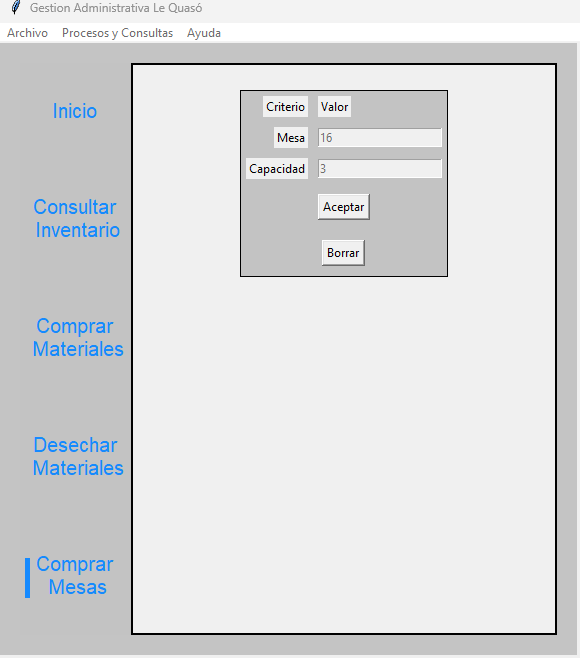 Gestion Administrativa Le Quasó
Archivo Procesos y Consultas Ayuda
Inicio
Consultar
Inventario
Comprar
Materiales
Desechar
Materiales
Comprar
Mesas
Criterio Valor
Mesa 16
Capacidad 3
Aceptar
Borrar